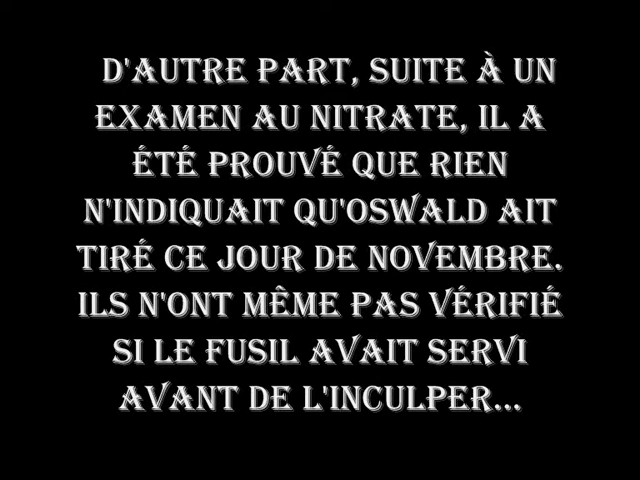 D'AUTRE PART, SUITE À UN
EXAMEN AU NITRATE, IL A
ÉTÉ PROUVÉ QUE RIEN
N'INDIQUAIT QU'OSWALD AIT
TIRÉ CE JOUR DE NOVEMBRE.
ILS N'ONT MÊME PAS VÉRIFIÉ
SI LE FUSIL AVAIT SERVI
AVANT DE L'INCULPER...